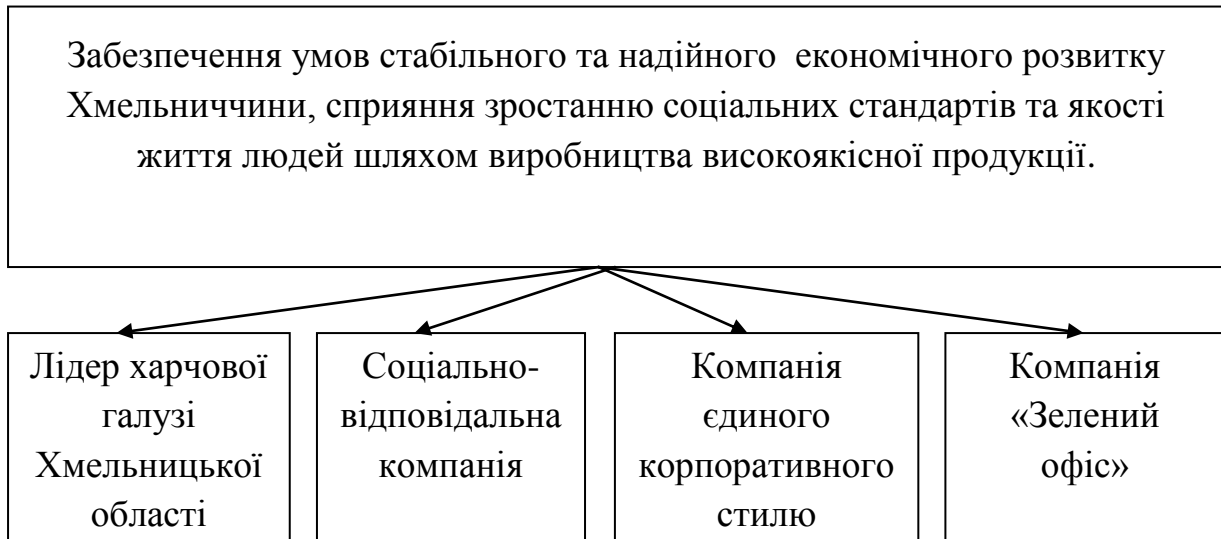 Забезпечення умов стабільного та надійного економічного розвитку
Хмельниччини, сприяння зростанню соціальних стандартів та якості
життя людей шляхом виробництва високоякісної продукції.
Лідер харчової
галузі
Хмельницької
області
Соціально-
відповідальна
компанія
Компанія
єдиного
корпоративного
стилю
Компанія
«Зелений
офіс»